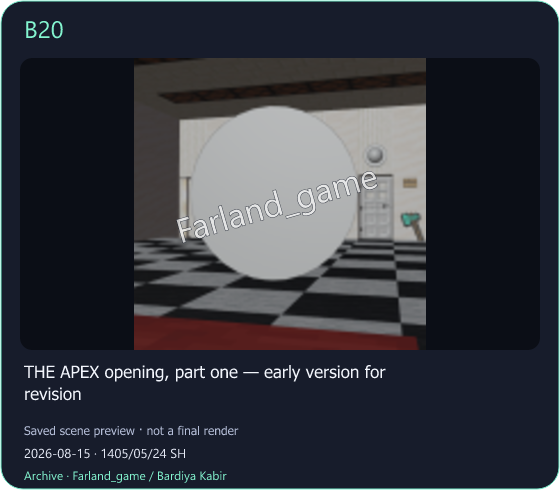 B20
Farland_game
THE APEX opening, part one — early version for
revision
Saved scene preview · not a final render
2026-08-15 · 1405/05/24 SH
Archive · Farland_game / Bardiya Kabir